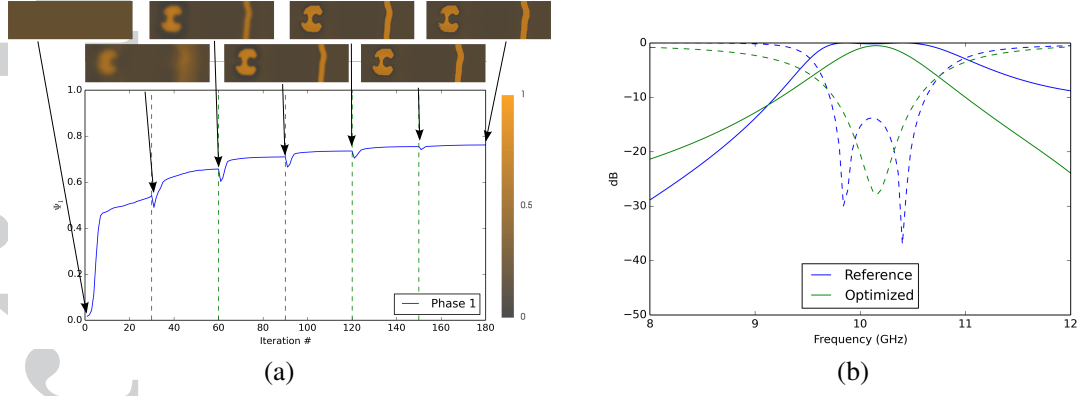 1.0
0.8
0.6
0.4
0.2
0.0
Ψ₁
0 20 40 60 80 100 120 140 160 180
Iteration #
Phase 1
1
0.5
0
(a)
0
−10
−20
−30
−40
−50
dB
8 9 10 11 12
Frequency (GHz)
Reference
Optimized
(b)